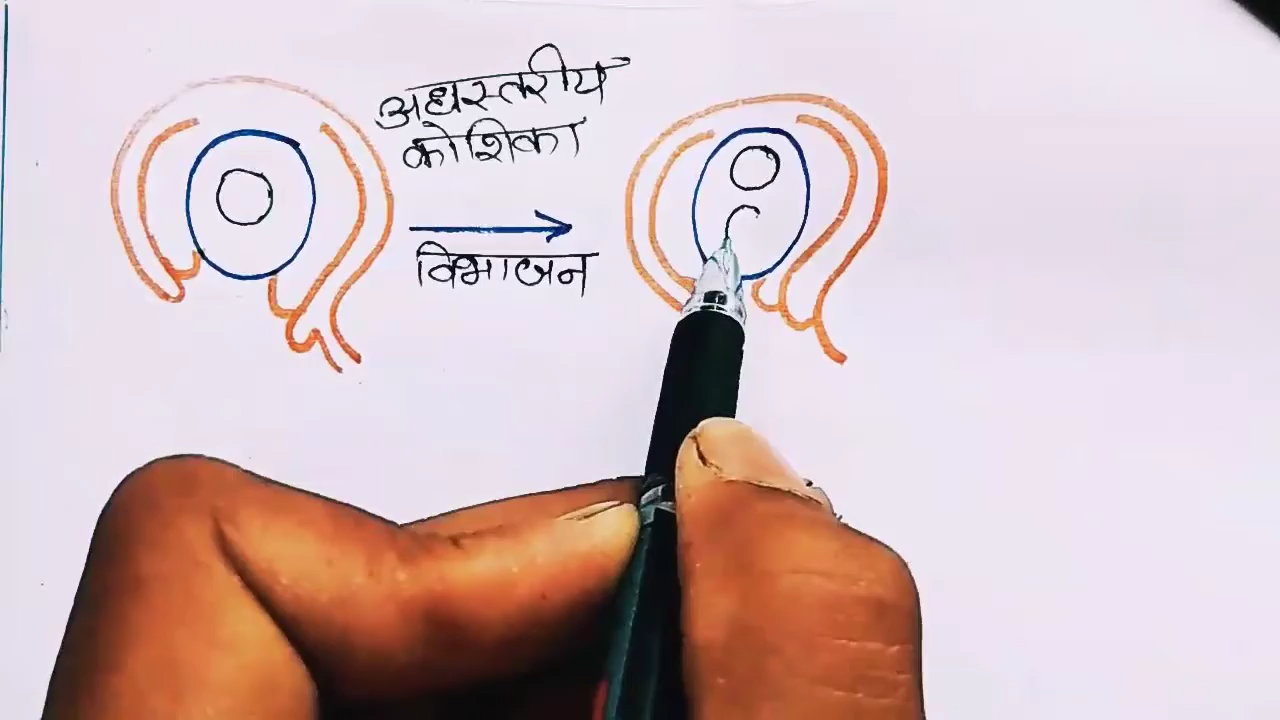 अधस्तरीय
कोशिका
विभाजन